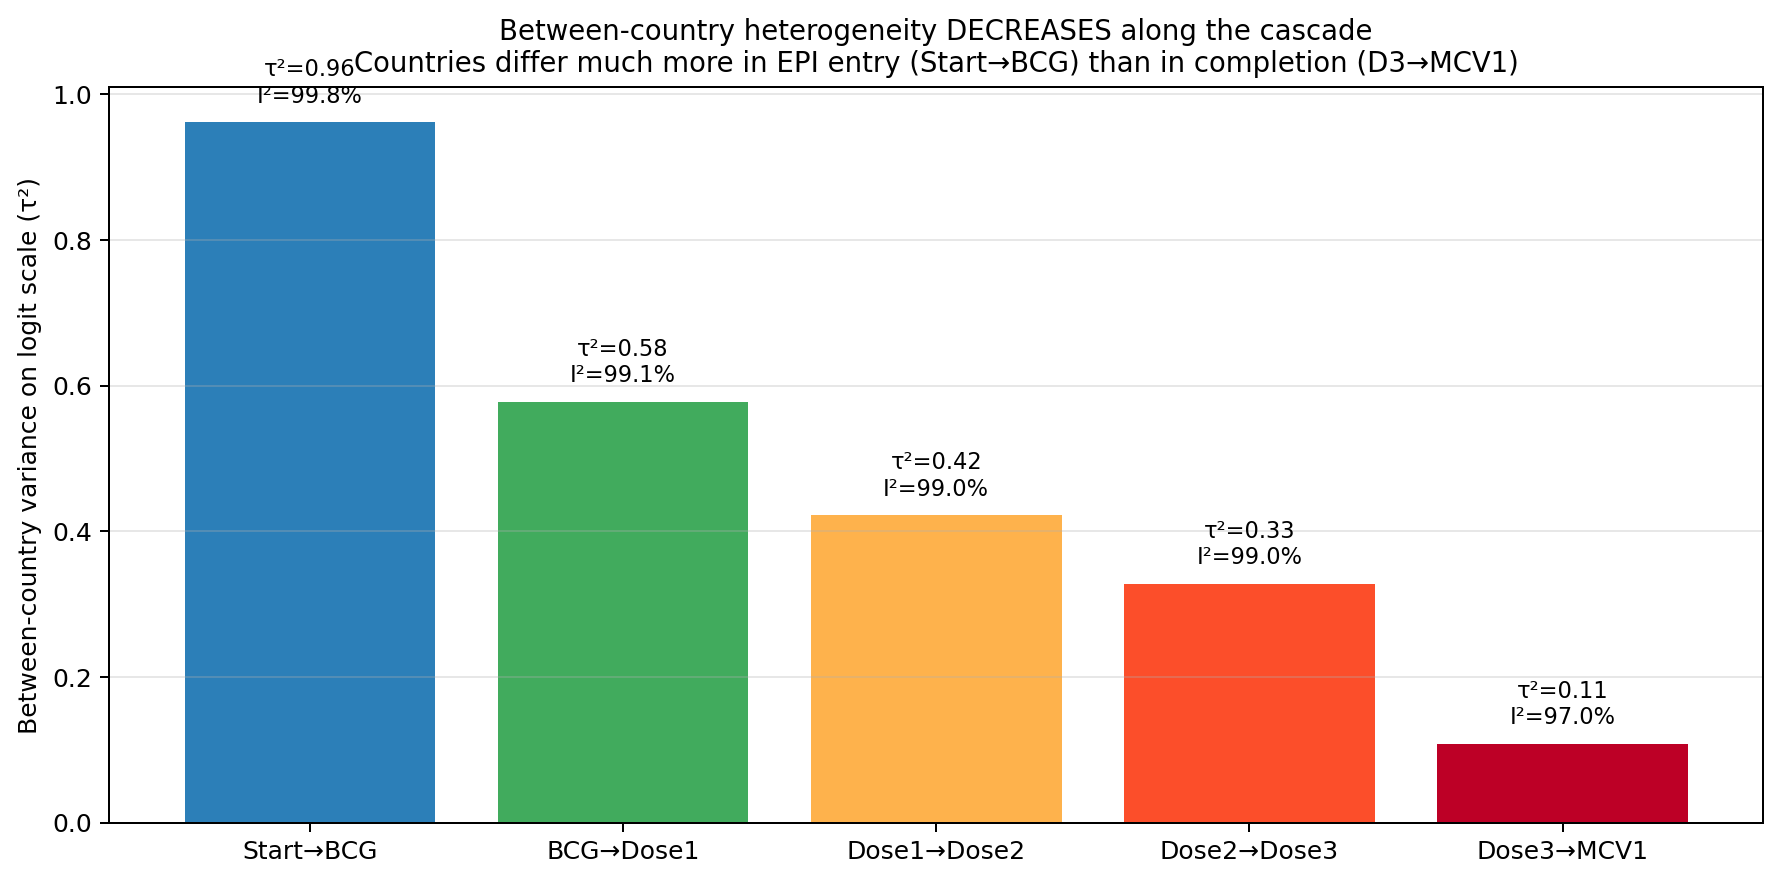 Between-country heterogeneity DECREASES along the cascade
Countries differ much more in EPI entry (Start→BCG) than in completion (D3→MCV1)
τ²=0.96
I²=99.8%
τ²=0.58
I²=99.1%
τ²=0.42
I²=99.0%
τ²=0.33
I²=99.0%
τ²=0.11
I²=97.0%
Between-country variance on logit scale (τ²)
1.0
0.8
0.6
0.4
0.2
0.0
Start→BCG
BCG→Dose1
Dose1→Dose2
Dose2→Dose3
Dose3→MCV1